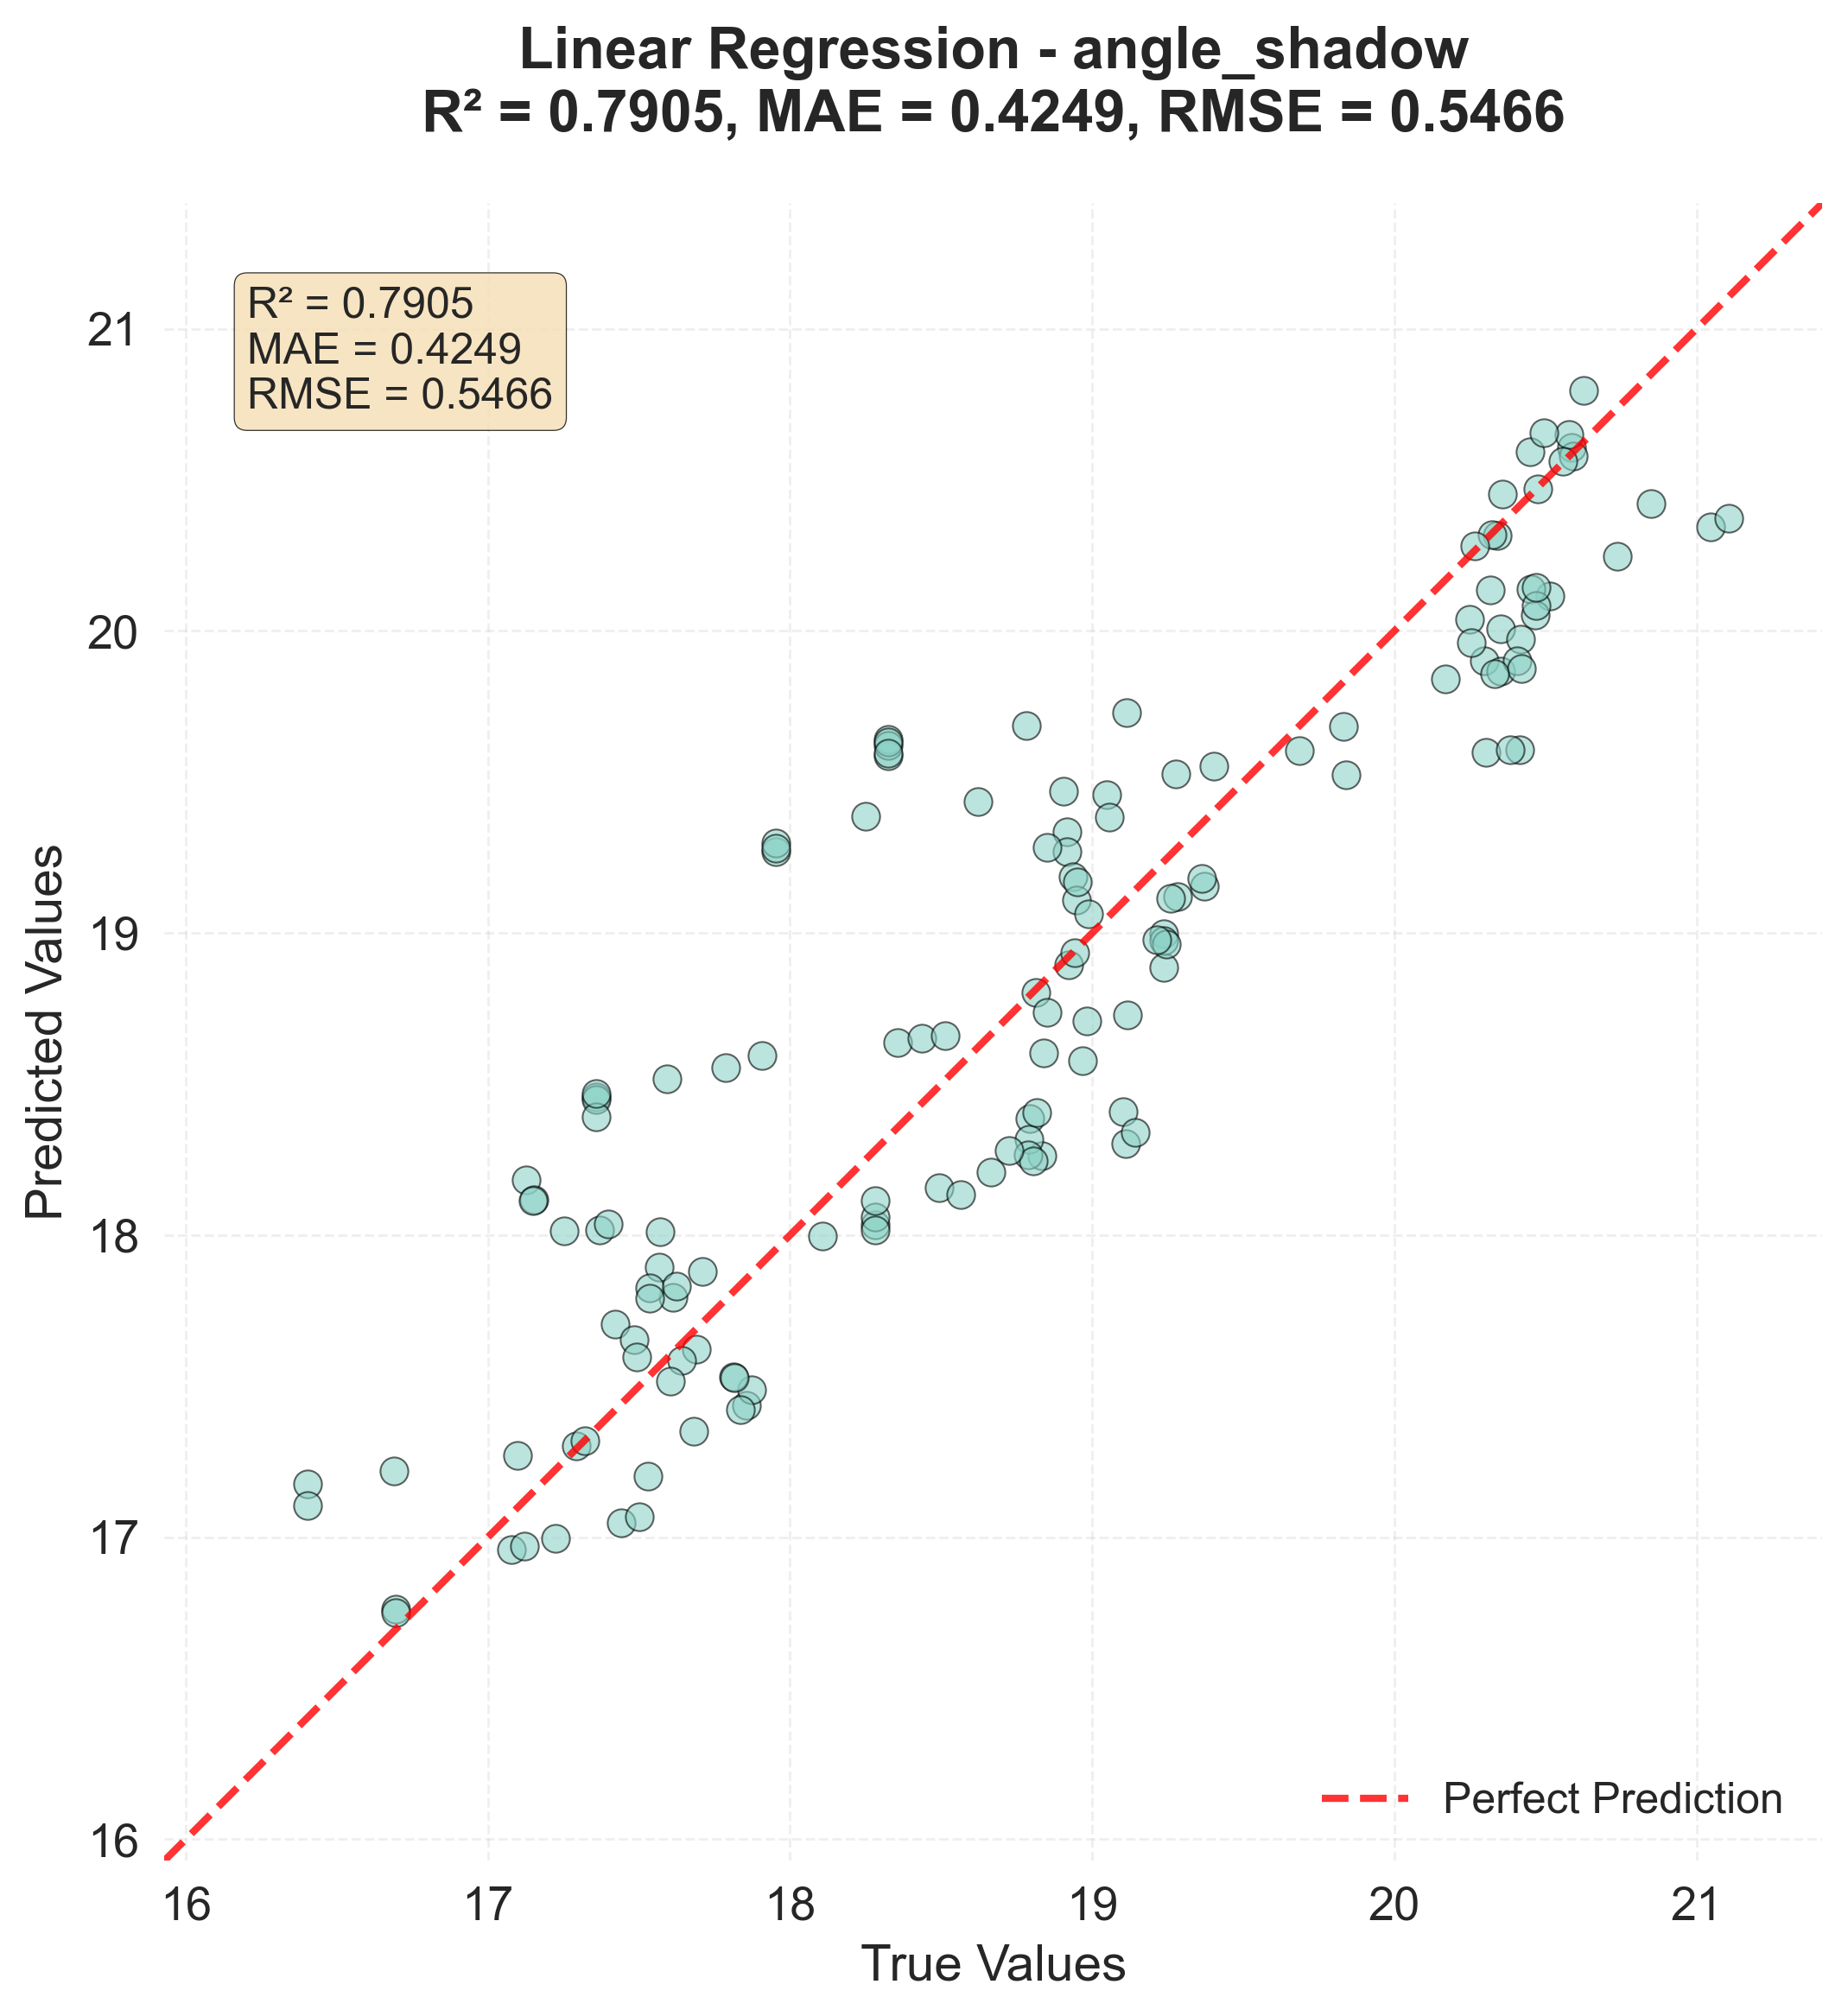 Linear Regression - angle_shadow
R² = 0.7905, MAE = 0.4249, RMSE = 0.5466
R² = 0.7905
MAE = 0.4249
RMSE = 0.5466
21
20
19
18
17
16
Predicted Values
Perfect Prediction
16 17 18 19 20 21
True Values